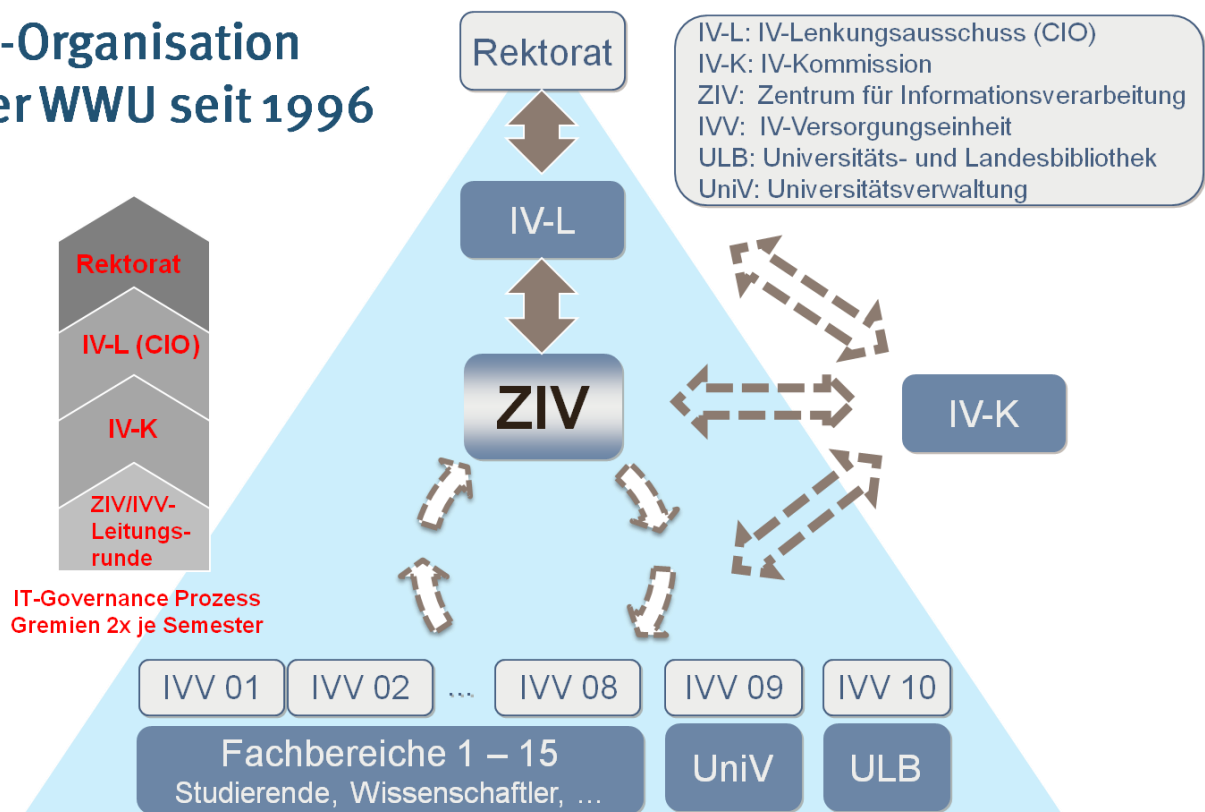 -Organisation
er WWU seit 1996
Rektorat
IV-L: IV-Lenkungsausschuss (CIO)
IV-K: IV-Kommission
ZIV: Zentrum für Informationsverarbeitung
IVV: IV-Versorgungseinheit
ULB: Universitäts- und Landesbibliothek
UniV: Universitätsverwaltung
IV-L
ZIV
IV-K
Rektorat
IV-L (CIO)
IV-K
ZIV/IVV-
Leitungs-
runde
IT-Governance Prozess
Gremien 2x je Semester
IVV 01
IVV 02
...
IVV 08
IVV 09
IVV 10
Fachbereiche 1 – 15
Studierende, Wissenschaftler, ...
UniV
ULB